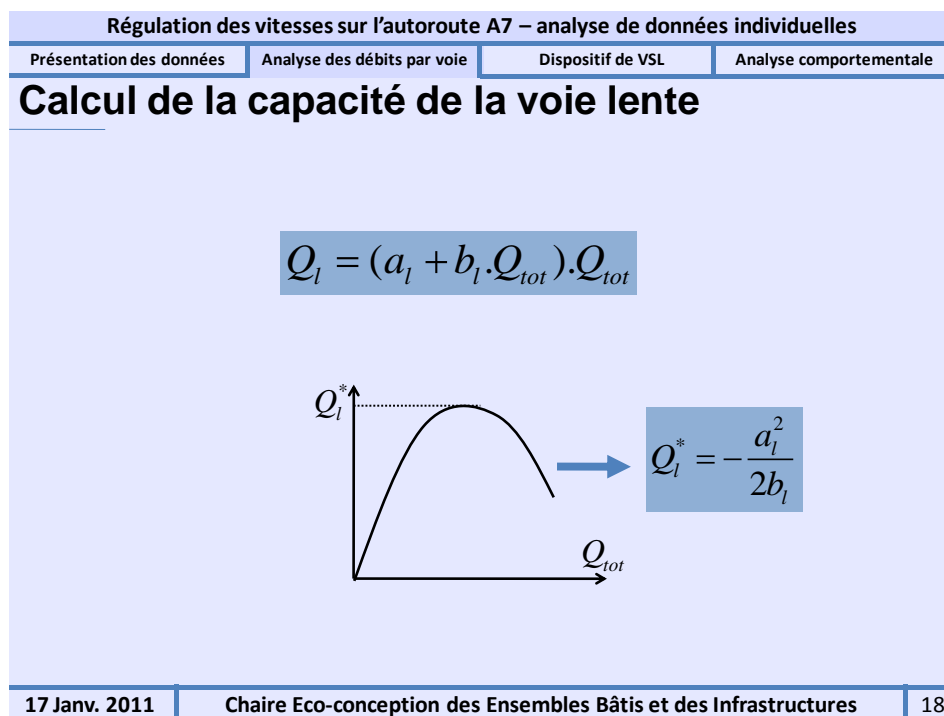 Régulation des vitesses sur l'autoroute A7 – analyse de données individuelles
Présentation des données Analyse des débits par voie Dispositif de VSL Analyse comportementale
Calcul de la capacité de la voie lente
Q_l = (a_l + b_l.Q_tot).Q_tot
Q_l^*
Q_l^* = -\frac{a_l^2}{2b_l}
Q_tot
17 Janv. 2011 Chaire Eco-conception des Ensembles Bâtis et des Infrastructures 18